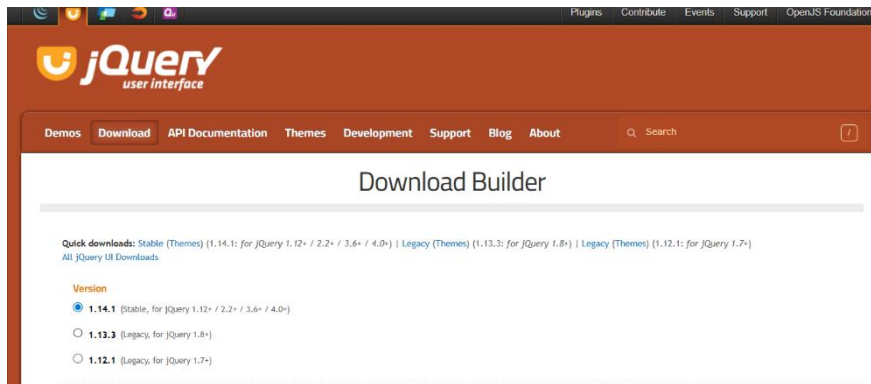 Plugins Contribute Events Support OpenJS Foundation
jQuery
user interface
Demos Download API Documentation Themes Development Support Blog About Search /
Download Builder
Quick downloads: Stable (Themes) (1.14.1: for jQuery 1.12+ / 2.2+ / 3.6+ / 4.0+) | Legacy (Themes) (1.13.3: for jQuery 1.8+) | Legacy (Themes) (1.12.1: for jQuery 1.7+)
All jQuery UI Downloads
Version
1.14.1 (Stable, for jQuery 1.12+ / 2.2+ / 3.6+ / 4.0+)
1.13.3 (Legacy, for jQuery 1.8+)
1.12.1 (Legacy, for jQuery 1.7+)